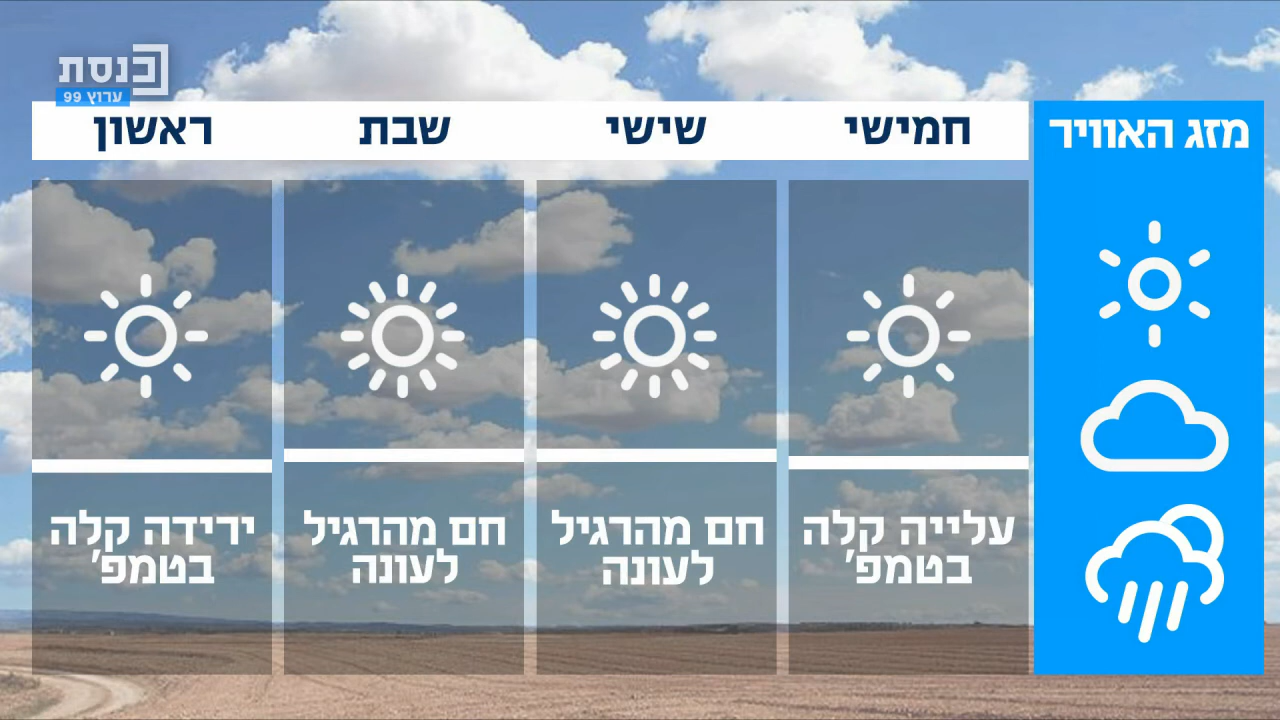 כנסת
ערוץ 99
מזג האוויר
חמישי
שישי
שבת
ראשון
עלייה קלה
בטמפ'
חם מהרגיל
לעונה
חם מהרגיל
לעונה
ירידה קלה
בטמפ'